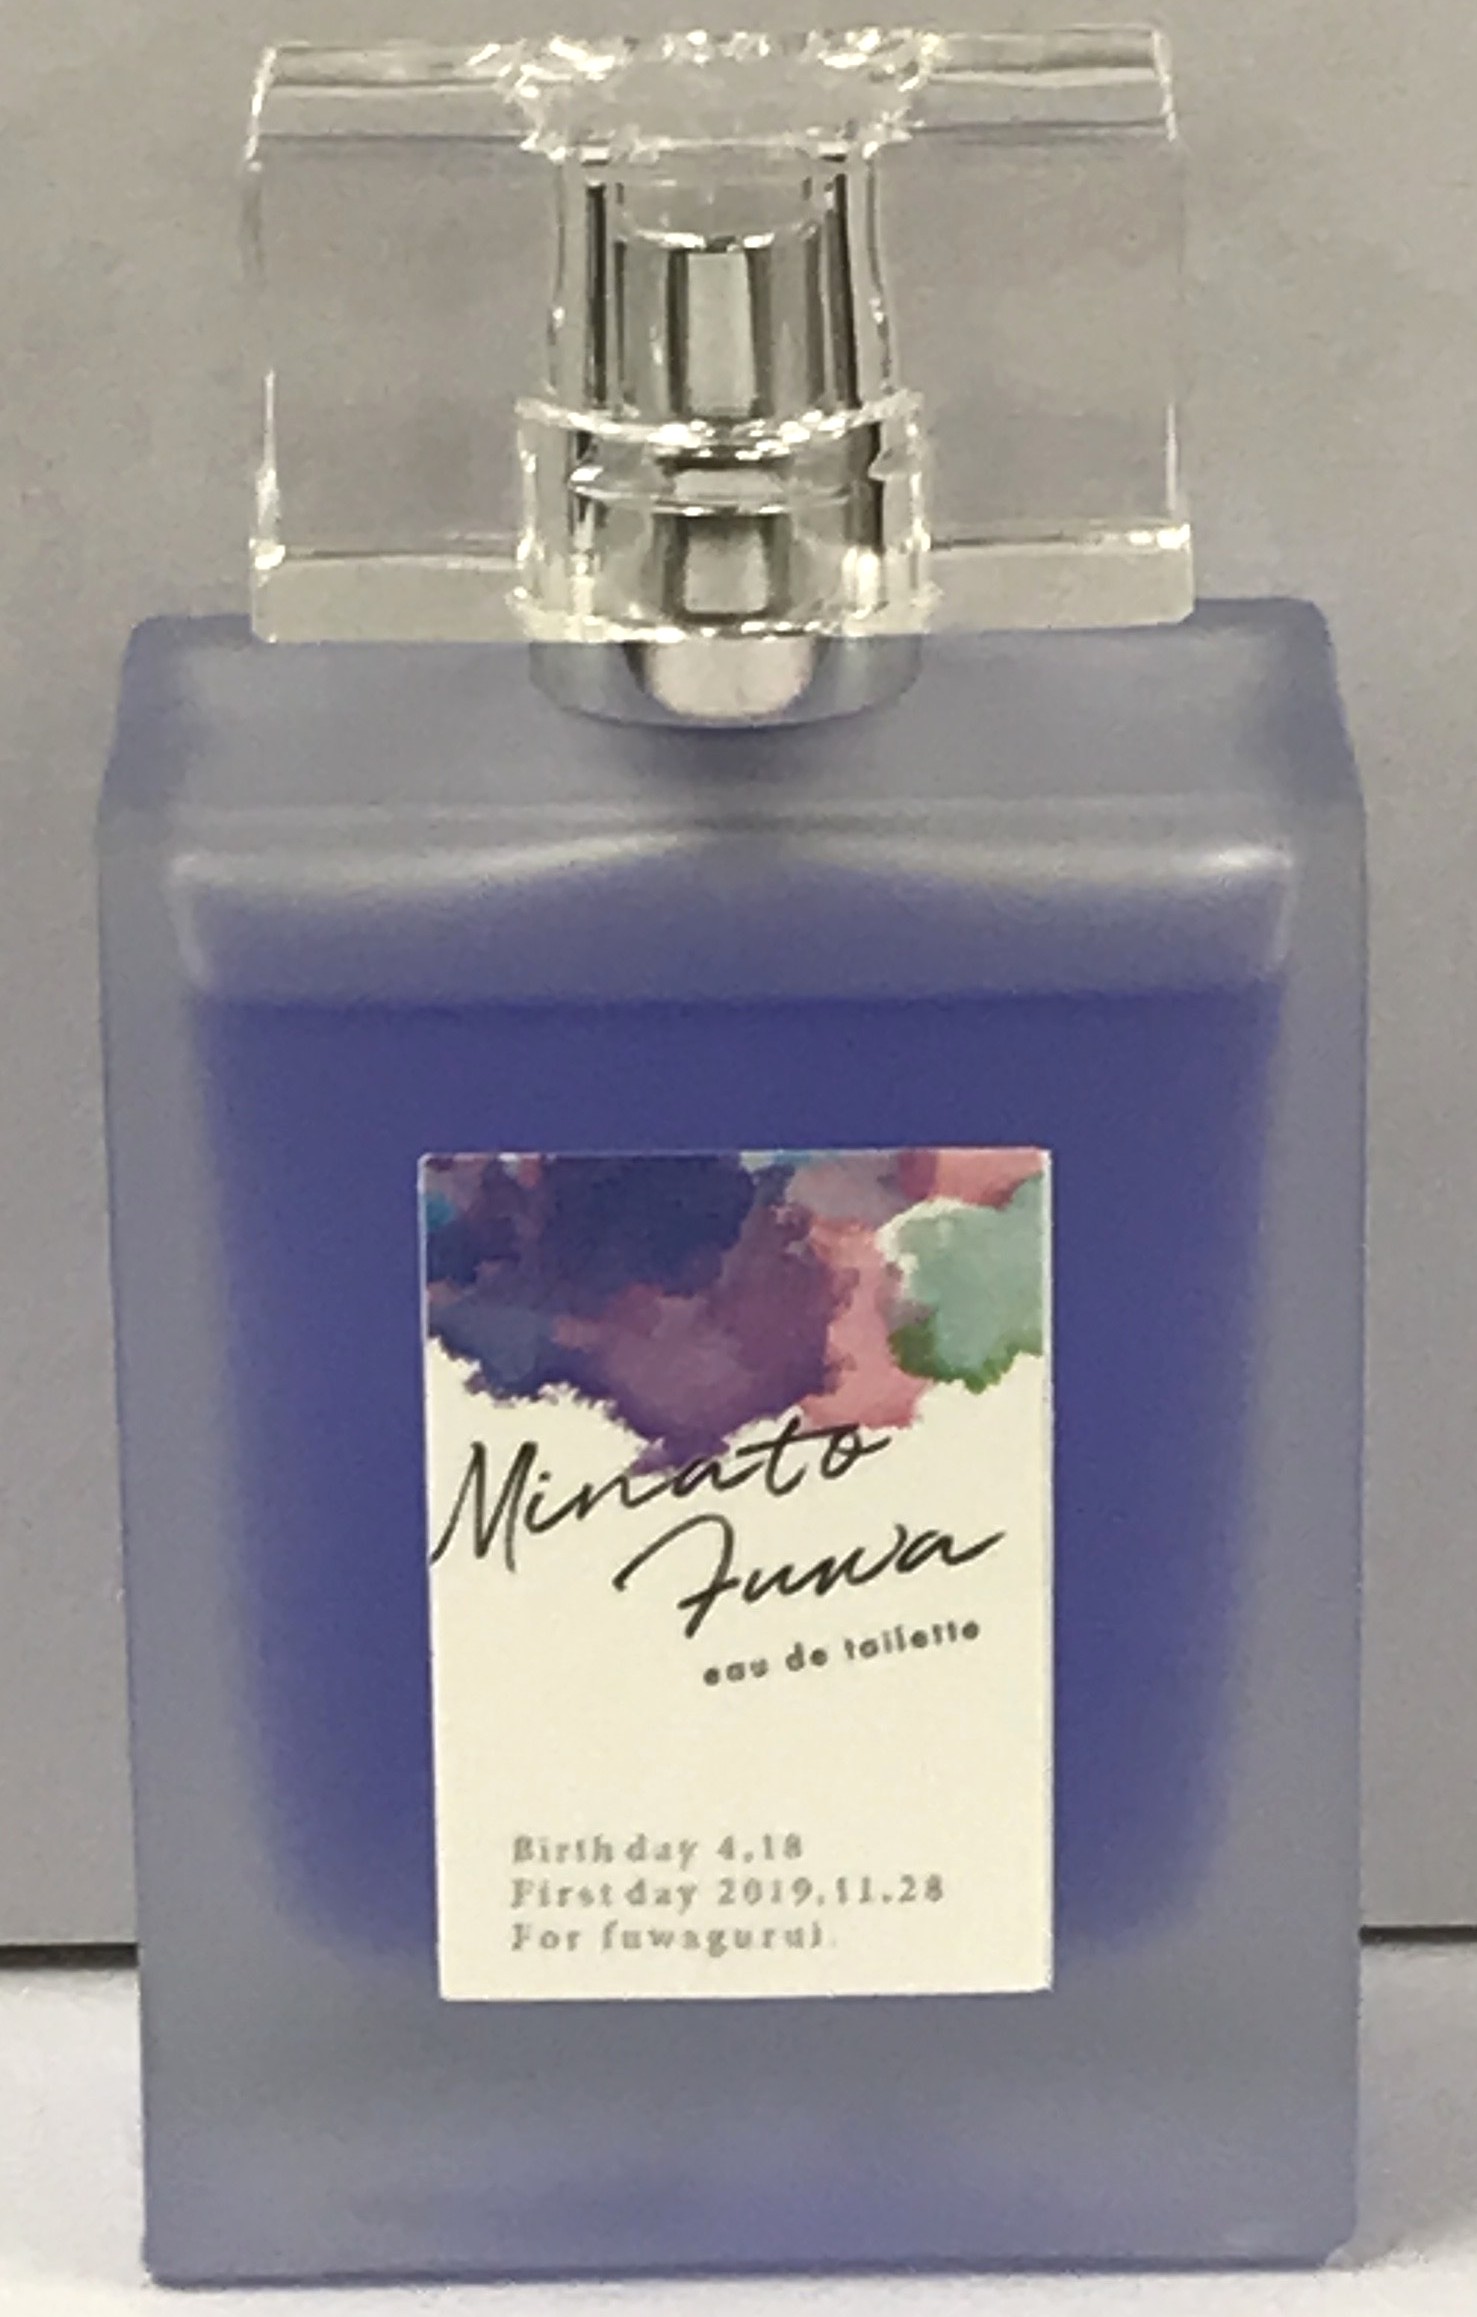 Minato
Fuwa
eau de toilette
Birthday 4.18
First day 2019.11.28
For fuwagurui.